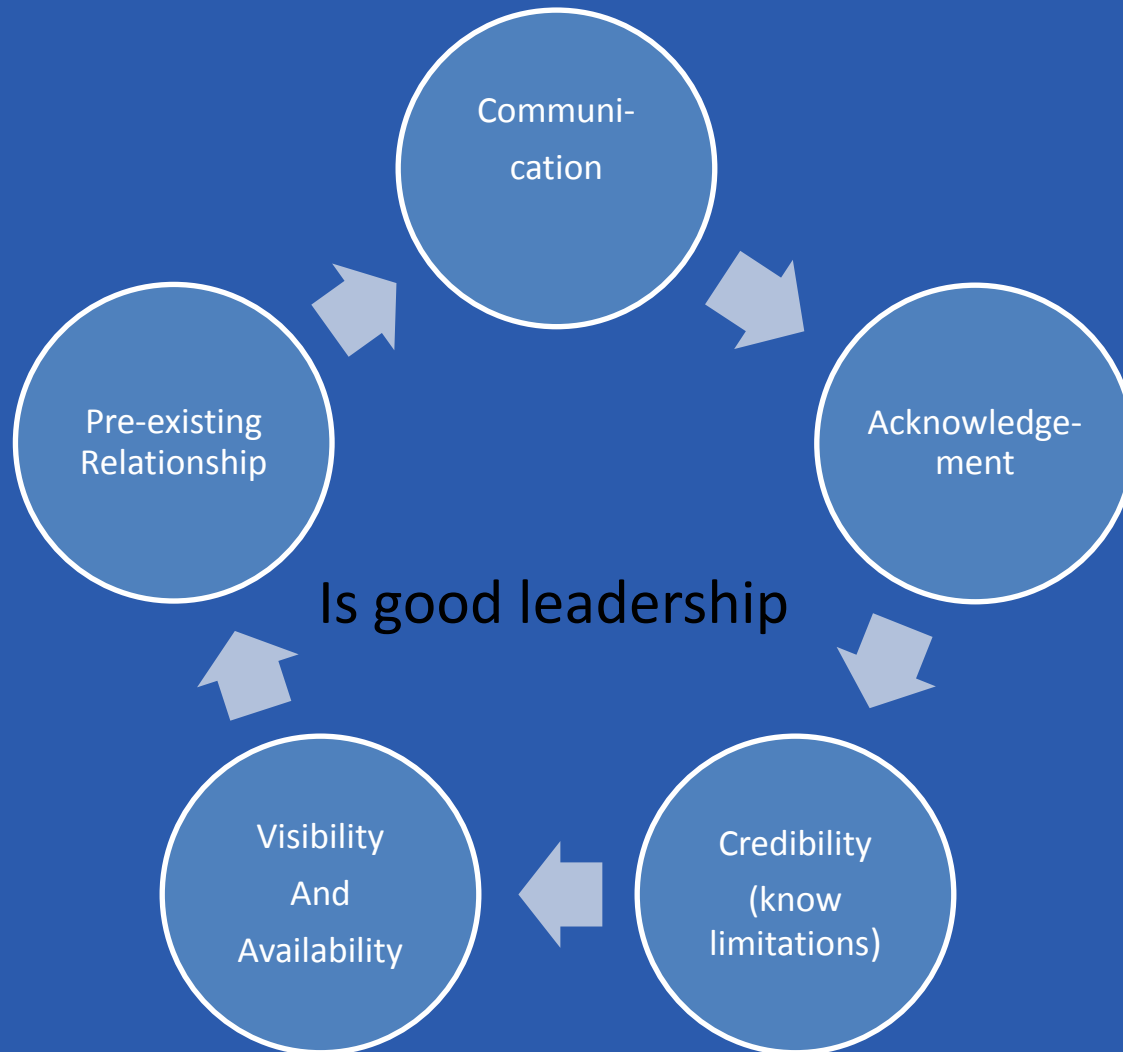 Communi-
cation
Acknowledge-
ment
Credibility
(know
limitations)
Visibility
And
Availability
Pre-existing
Relationship
Is good leadership